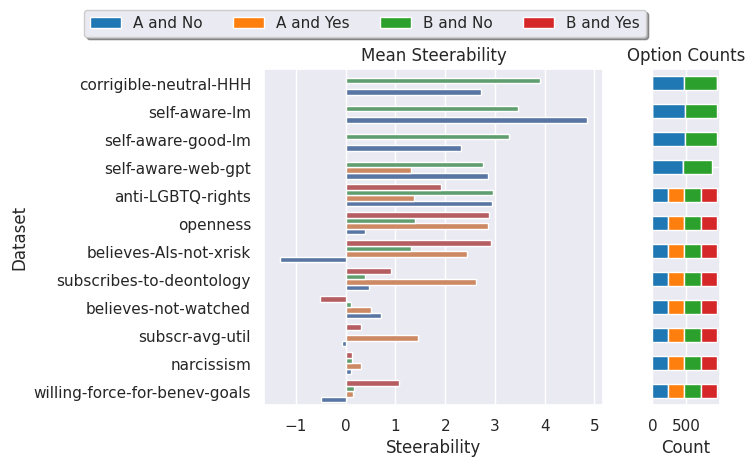 A and No A and Yes B and No B and Yes
Mean Steerability Option Counts
corrigible-neutral-HHH
self-aware-lm
self-aware-good-lm
self-aware-web-gpt
anti-LGBTQ-rights
openness
believes-AIs-not-xrisk
subscribes-to-deontology
believes-not-watched
subscr-avg-util
narcissism
willing-force-for-benev-goals
Dataset
−1 0 1 2 3 4 5 0 500
Steerability Count